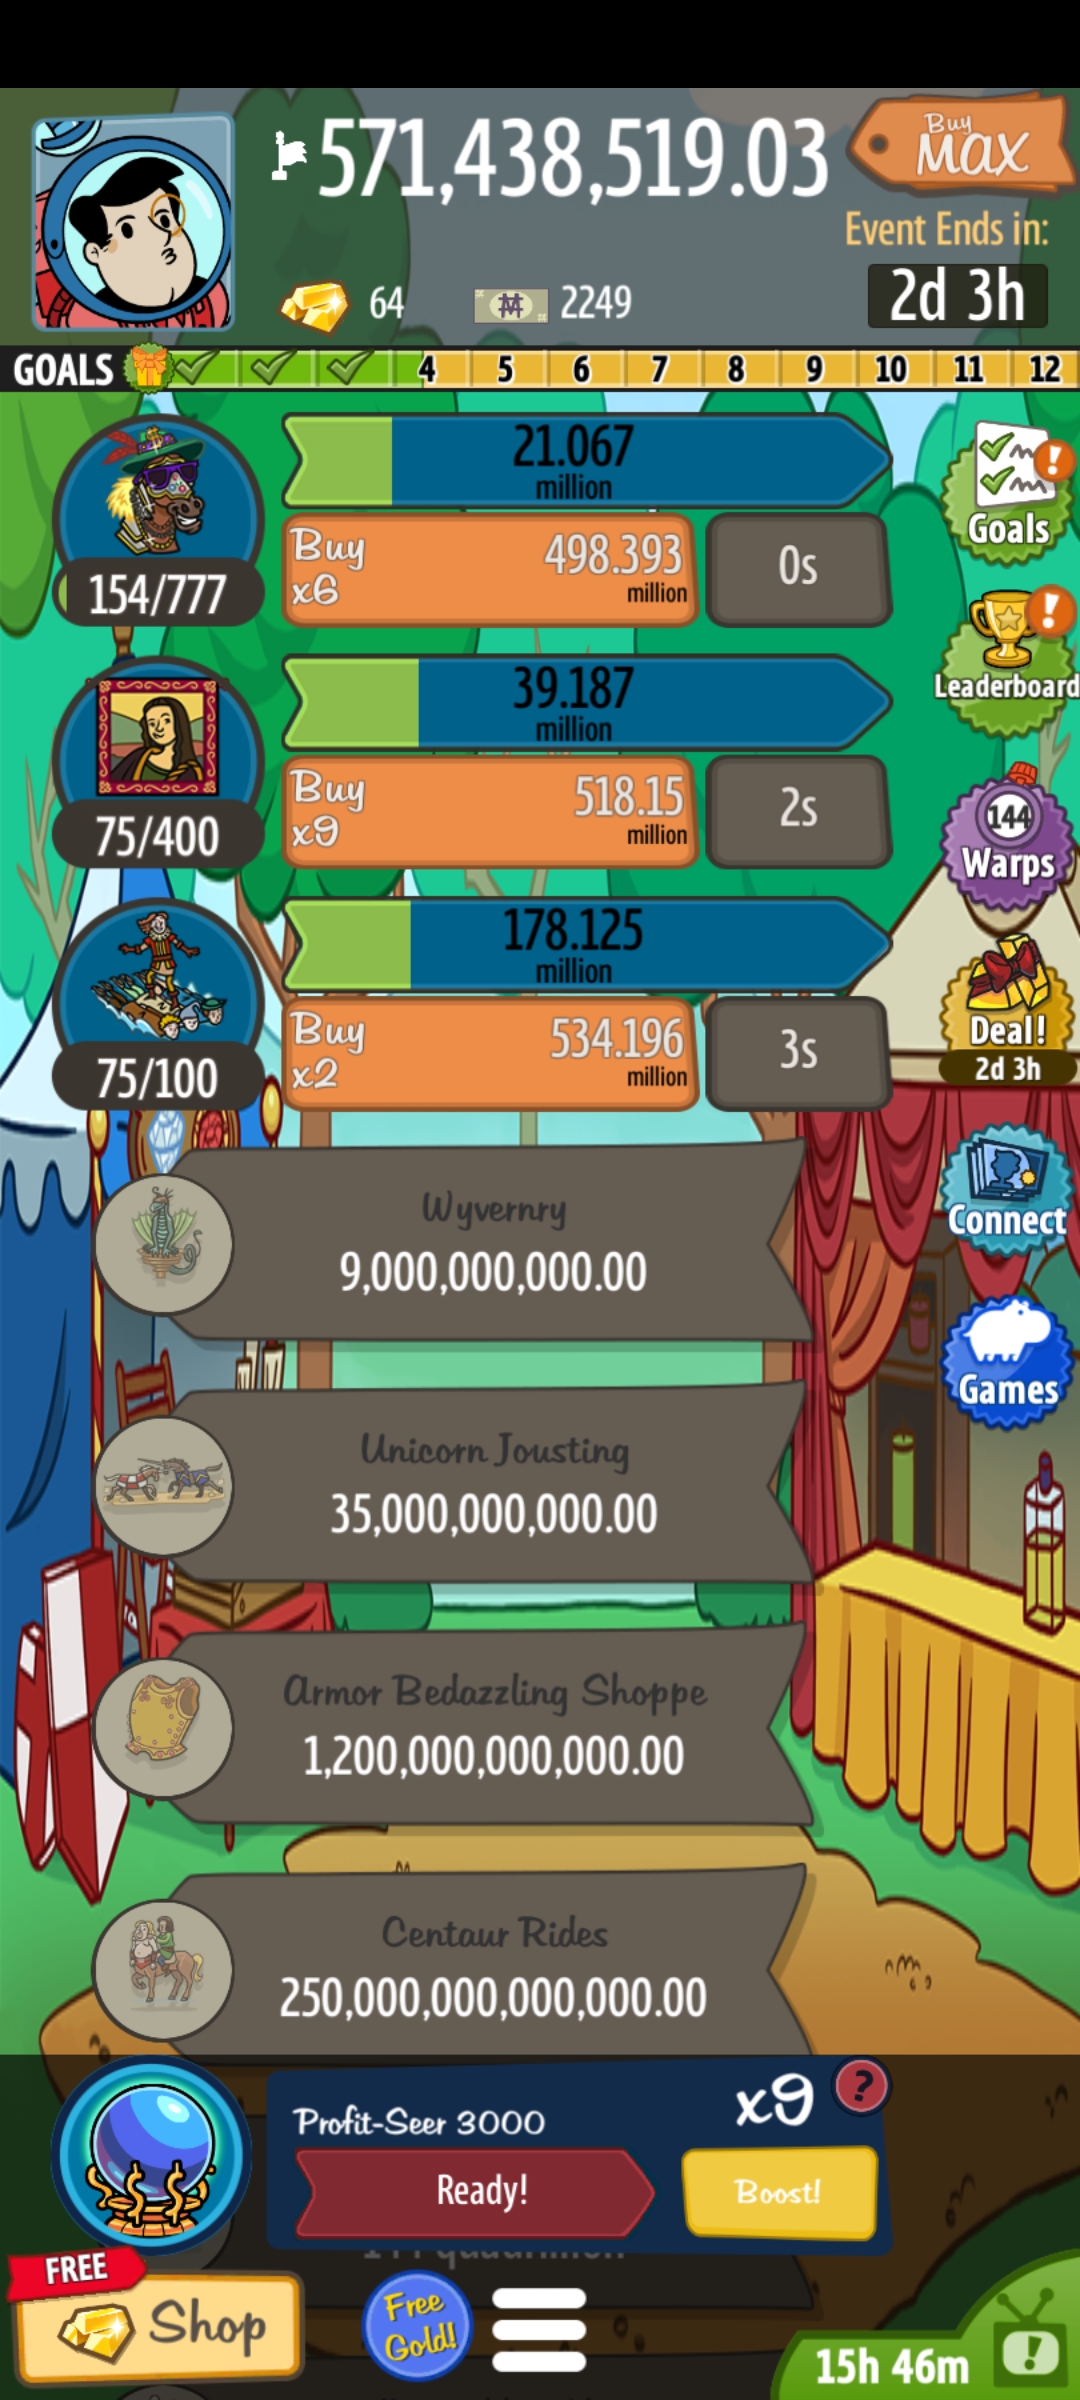 571,438,519.03
Buy
MAX
Event Ends in:
2d 3h
64
2249
GOALS 4 5 6 7 8 9 10 11 12
21.067
million
154/777
Buy
x6
498.393
million
0s
Goals
39.187
million
75/400
Buy
x9
518.15
million
2s
Leaderboard
144
Warps
178.125
million
75/100
Buy
x2
534.196
million
3s
Deal!
2d 3h
Wyvernry
9,000,000,000.00
Connect
Unicorn Jousting
35,000,000,000.00
Games
Armor Bedazzling Shoppe
1,200,000,000,000.00
Centaur Rides
250,000,000,000,000.00
Profit-Seer 3000
x9
?
Ready!
Boost!
FREE
Shop
Free
Gold!
15h 46m